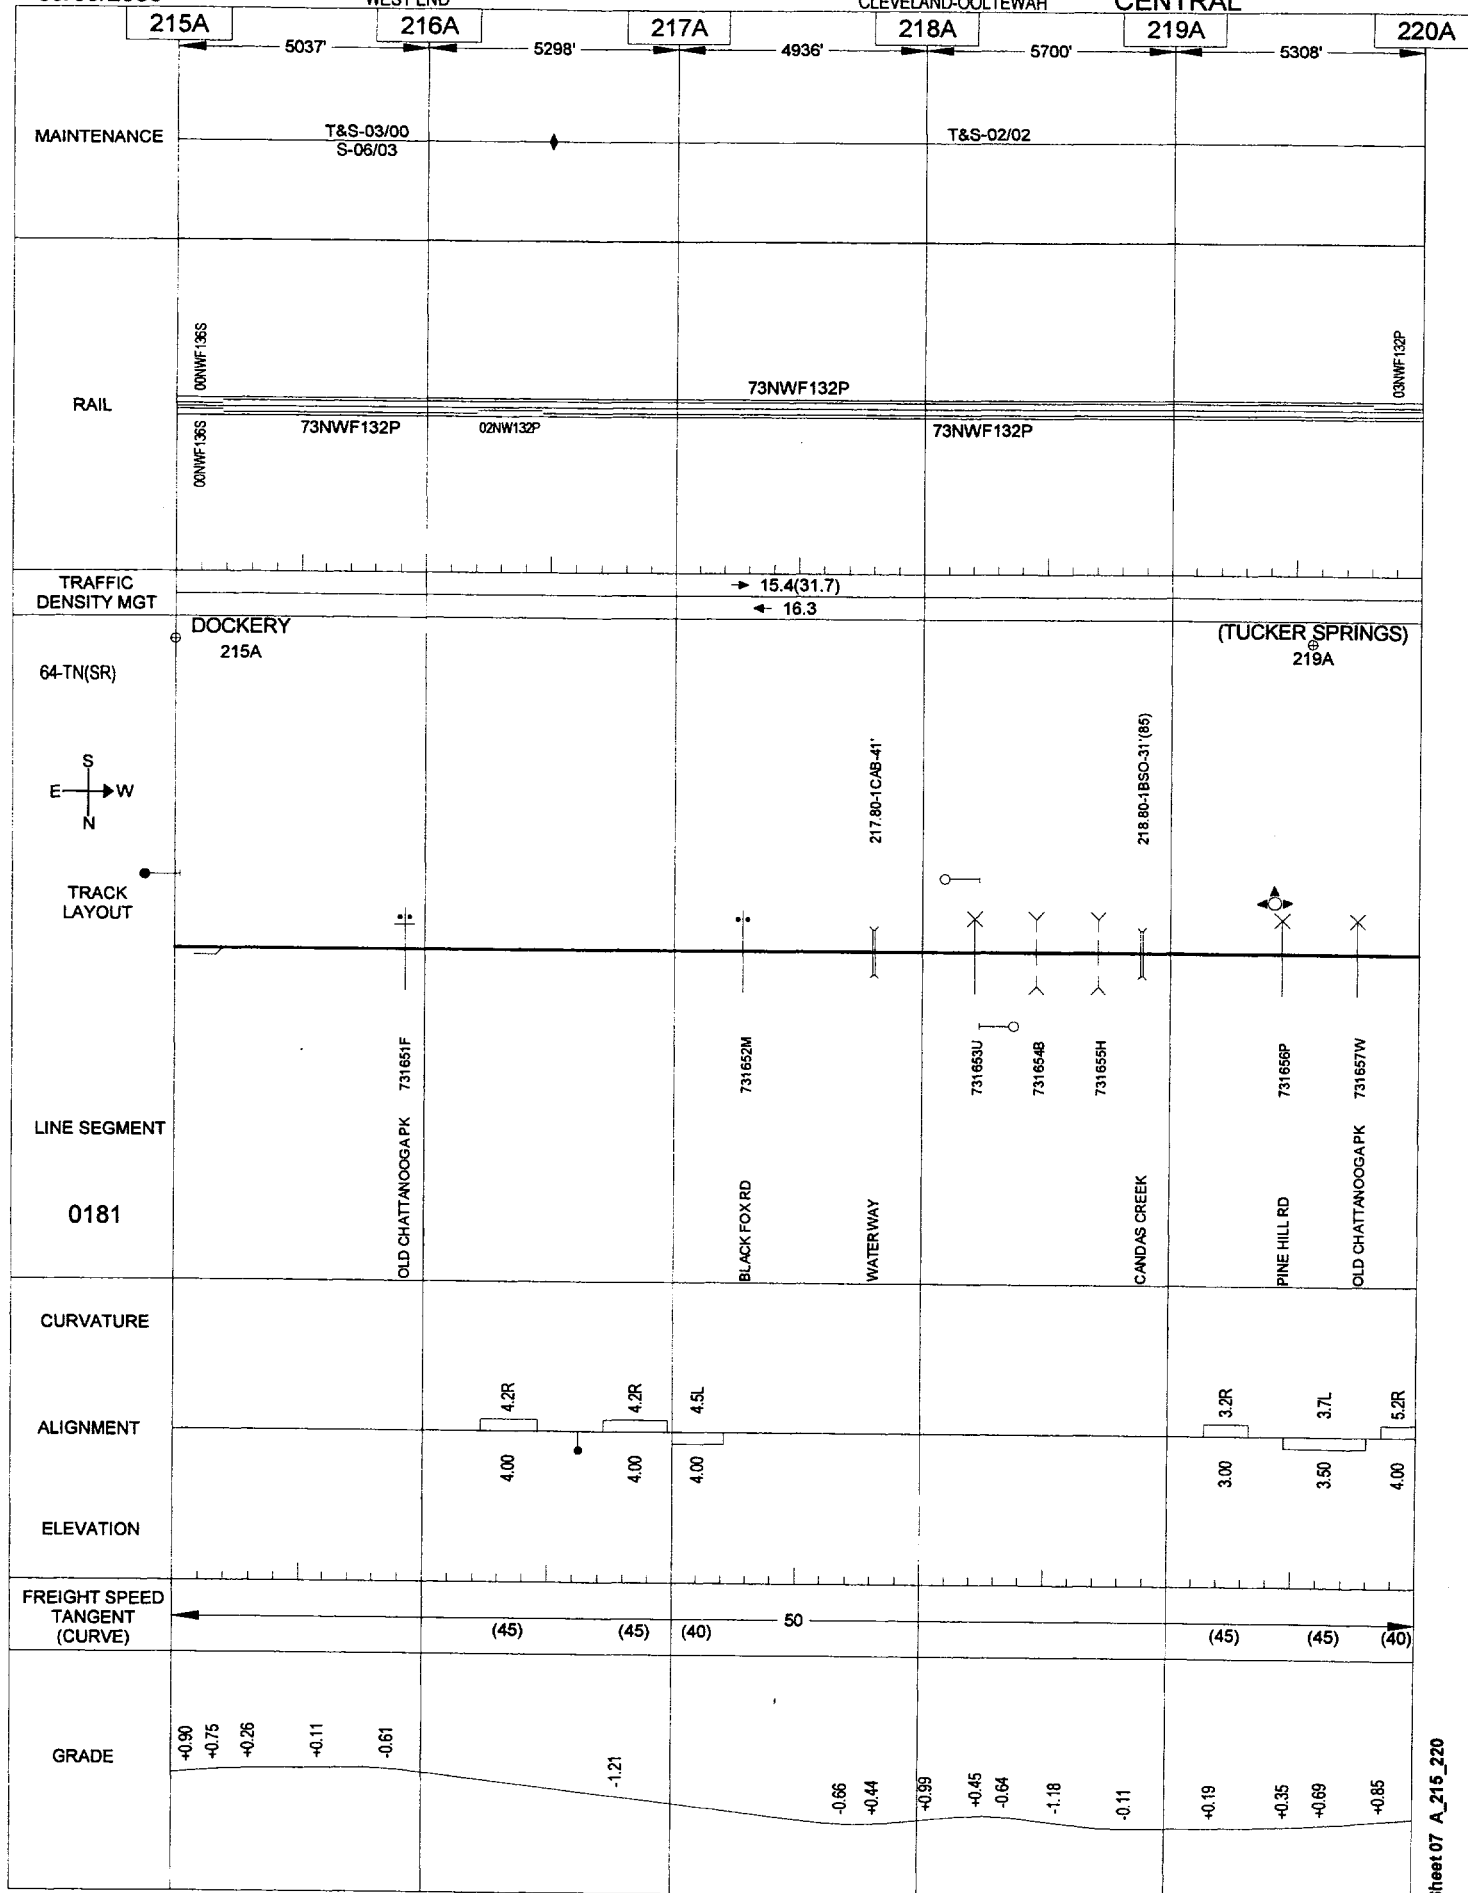 WEST END
CLEVELAND-OOLTEWAH
CENTRAL
215A
216A
217A
218A
219A
220A
5037'
5298'
4936'
5700'
5308'
MAINTENANCE
T&S-03/00
S-06/03
T&S-02/02
RAIL
00NWF136S
00NWF136S
73NWF132P
73NWF132P
02NW132P
73NWF132P
03NWF132P
TRAFFIC
DENSITY MGT
→ 15.4(31.7)
← 16.3
DOCKERY
215A
(TUCKER SPRINGS)
219A
64-TN(SR)
S
E W
N
217.80-1CAB-41'
218.80-1BSO-31'(85)
TRACK
LAYOUT
LINE SEGMENT
0181
OLD CHATTANOOGA PK 731651F
BLACK FOX RD 731652M
WATERWAY
731653U
731654B
731655H
CANDAS CREEK
PINE HILL RD 731656P
OLD CHATTANOOGA PK 731657W
CURVATURE
4.2R
4.2R
4.5L
3.2R
3.7L
5.2R
ALIGNMENT
4.00
4.00
4.00
3.00
3.50
4.00
ELEVATION
FREIGHT SPEED
TANGENT
(CURVE)
50
(45)
(45)
(40)
(45)
(45)
(40)
GRADE
+0.90
+0.75
+0.26
+0.11
-0.61
-1.21
-0.66
+0.44
+0.99
+0.45
-0.64
-1.18
-0.11
+0.19
+0.35
+0.69
+0.85
heet 07 A_215_220